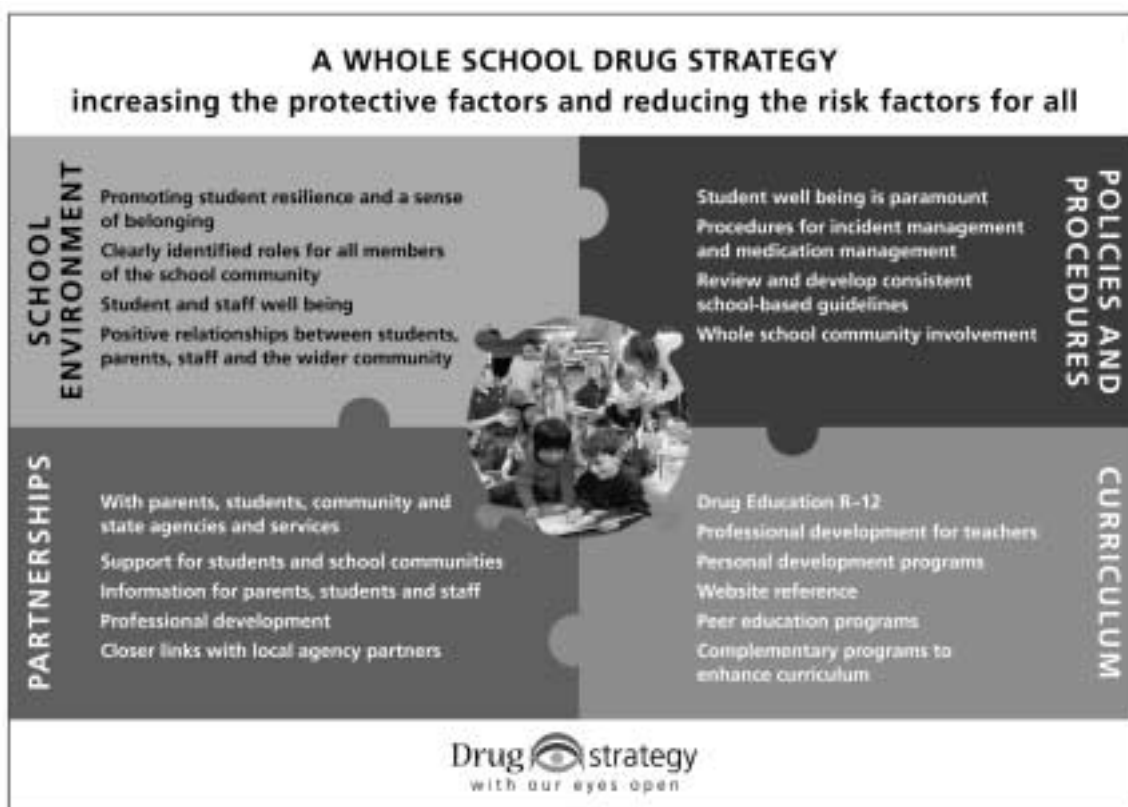 A WHOLE SCHOOL DRUG STRATEGY
increasing the protective factors and reducing the risk factors for all
SCHOOL
ENVIRONMENT
Promoting student resilience and a sense
of belonging
Clearly identified roles for all members
of the school community
Student and staff well being
Positive relationships between students,
parents, staff and the wider community
POLICIES AND
PROCEDURES
Student well being is paramount
Procedures for incident management
and medication management
Review and develop consistent
school-based guidelines
Whole school community involvement
PARTNERSHIPS
With parents, students, community and
state agencies and services
Support for students and school communities
Information for parents, students and staff
Professional development
Closer links with local agency partners
CURRICULUM
Drug Education R–12
Professional development for teachers
Personal development programs
Website reference
Peer education programs
Complementary programs to
enhance curriculum
Drug strategy
with our eyes open